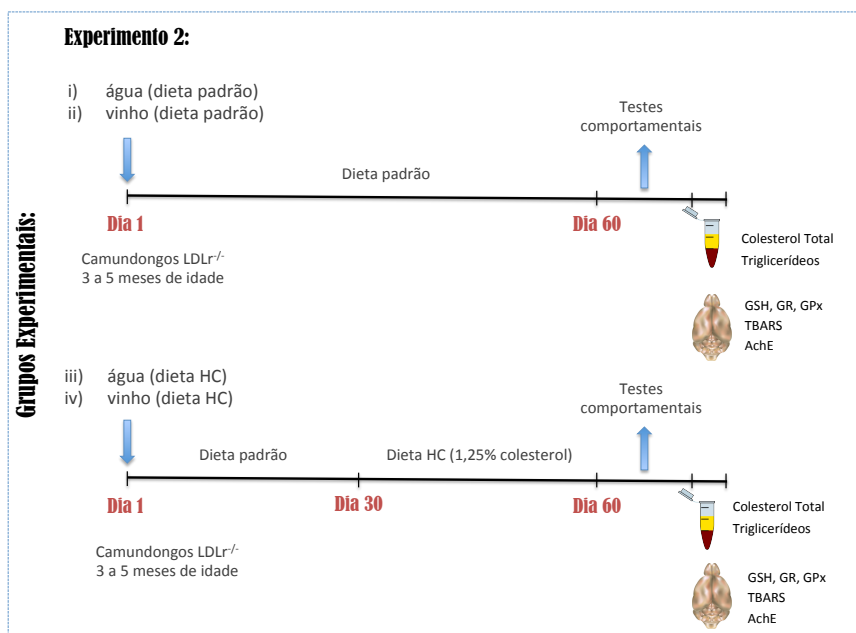 Experimento 2:
i) água (dieta padrão)
ii) vinho (dieta padrão)
Testes
comportamentais
Dieta padrão
Dia 1
Dia 60
Camundongos LDLr-/-
3 a 5 meses de idade
Colesterol Total
Triglicerídeos
GSH, GR, GPx
TBARS
AchE
Grupos Experimentais:
iii) água (dieta HC)
iv) vinho (dieta HC)
Testes
comportamentais
Dieta padrão
Dieta HC (1,25% colesterol)
Dia 1
Dia 30
Dia 60
Camundongos LDLr-/-
3 a 5 meses de idade
Colesterol Total
Triglicerídeos
GSH, GR, GPx
TBARS
AchE